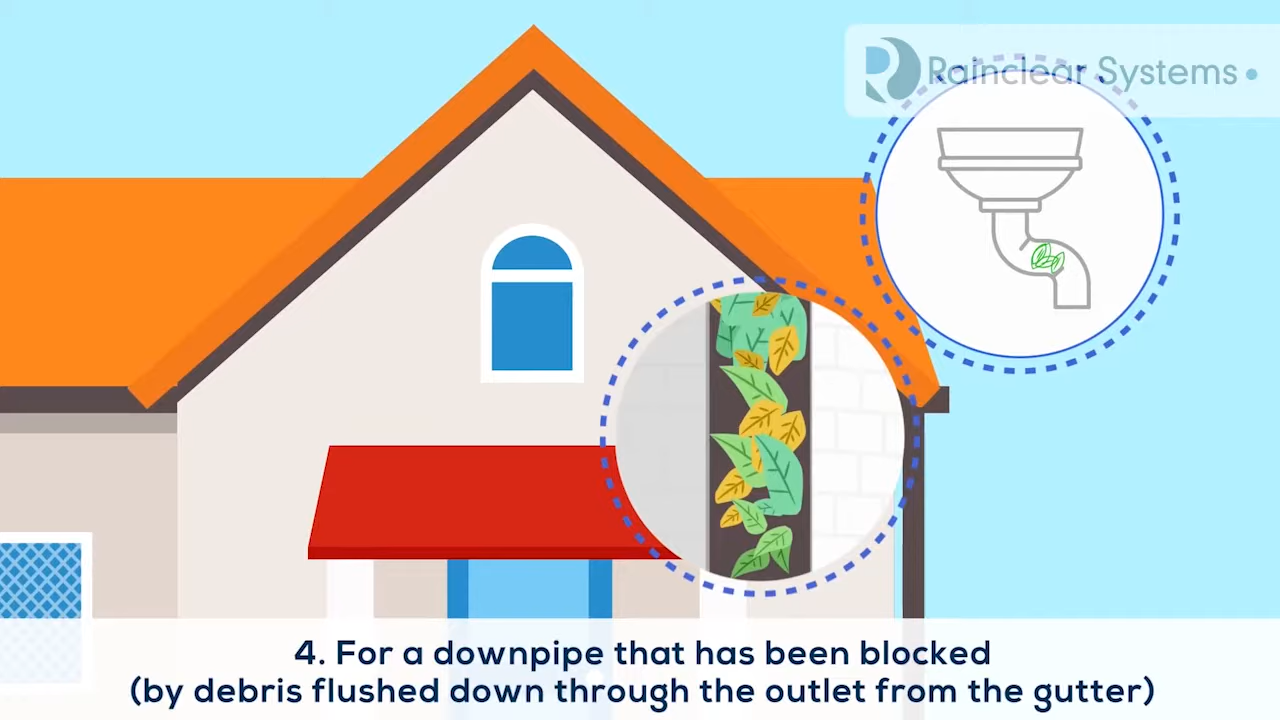 Rainclear Systems
4. For a downpipe that has been blocked
(by debris flushed down through the outlet from the gutter)